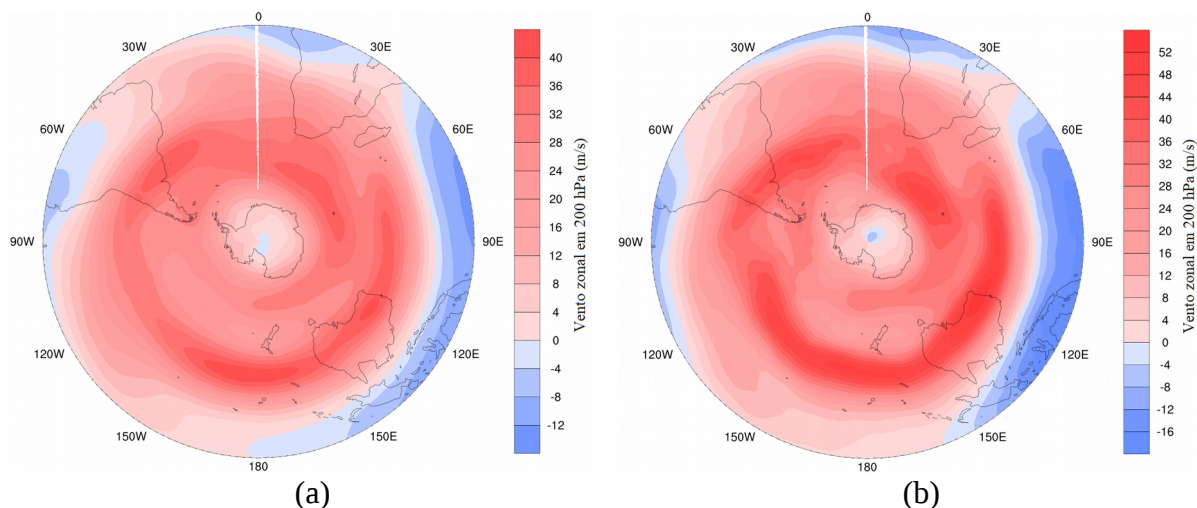 0
30W
30E
60W
60E
90W
90E
120W
120E
150W
150E
180
40
36
32
28
24
20
16
12
8
4
0
-4
-8
-12
Vento zonal em 200 hPa (m/s)
(a)
0
30W
30E
60W
60E
90W
90E
120W
120E
150W
150E
180
52
48
44
40
36
32
28
24
20
16
12
8
4
0
-4
-8
-12
-16
Vento zonal em 200 hPa (m/s)
(b)